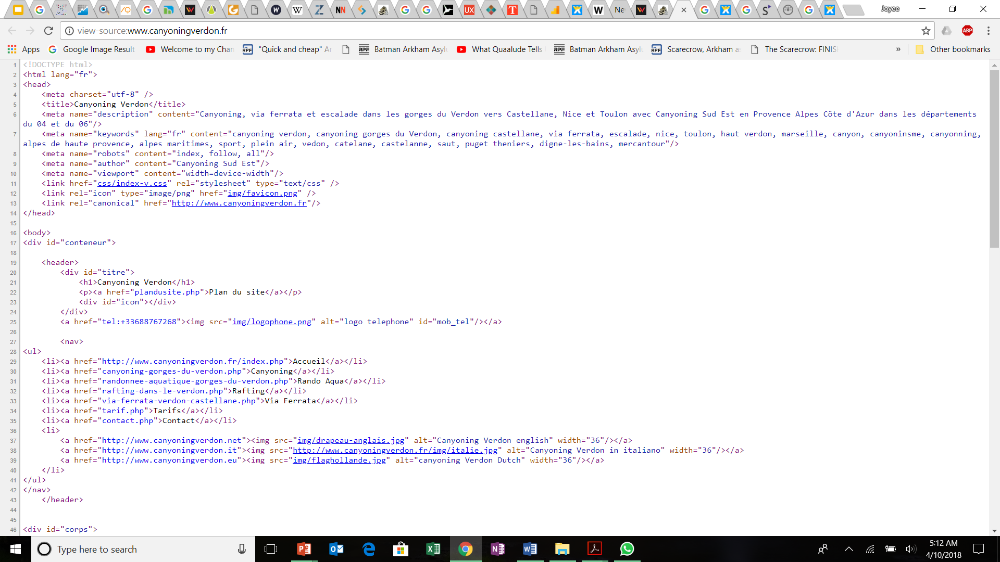 Ne
Joyee
view-source:www.canyoningverdon.fr
ABP
Apps
Google Image Result
Welcome to my Chan
"Quick and cheap" Ar
Batman Arkham Asylu
What Quaalude Tells
Batman Arkham Asylu
Scarecrow, Arkham as
The Scarecrow: FINIS
»
Other bookmarks
1 <!DOCTYPE html>
2 <html lang="fr">
3 <head>
4 <meta charset="utf-8" />
5 <title>Canyoning Verdon</title>
6 <meta name="description" content="Canyoning, via ferrata et escalade dans les gorges du Verdon vers Castellane, Nice et Toulon avec Canyoning Sud Est en Provence Alpes Côte d'Azur dans les départements
du 04 et du 06"/>
7 <meta name="keywords" lang="fr" content="canyoning verdon, canyoning gorges du Verdon, canyoning castellane, via ferrata, escalade, nice, toulon, haut verdon, marseille, canyon, canyoninsme, canyonning,
alpes de haute provence, alpes maritimes, sport, plein air, vedon, catelane, castelanne, saut, puget theniers, digne-les-bains, mercantour"/>
8 <meta name="robots" content="index, follow, all"/>
9 <meta name="author" content="Canyoning Sud Est"/>
10 <meta name="viewport" content="width=device-width"/>
11 <link href="css/index-v.css" rel="stylesheet" type="text/css" />
12 <link rel="icon" type="image/png" href="img/favicon.png" />
13 <link rel="canonical" href="http://www.canyoningverdon.fr"/>
14 </head>
15
16 <body>
17 <div id="conteneur">
18
19 <header>
20 <div id="titre">
21 <h1>Canyoning Verdon</h1>
22 <p><a href="plandusite.php">Plan du site</a></p>
23 <div id="icon"></div>
24 </div>
25 <a href="tel:+33688767268"><img src="img/logophone.png" alt="logo telephone" id="mob_tel"/></a>
26
27 <nav>
28 <ul>
29 <li><a href="http://www.canyoningverdon.fr/index.php">Accueil</a></li>
30 <li><a href="canyoning-gorges-du-verdon.php">Canyoning</a></li>
31 <li><a href="randonnee-aquatique-gorges-du-verdon.php">Rando Aqua</a></li>
32 <li><a href="rafting-dans-le-verdon.php">Rafting</a></li>
33 <li><a href="via-ferrata-verdon-castellane.php">Via Ferrata</a></li>
34 <li><a href="tarif.php">Tarifs</a></li>
35 <li><a href="contact.php">Contact</a></li>
36 <li>
37 <a href="http://www.canyoningverdon.net"><img src="img/drapeau-anglais.jpg" alt="Canyoning Verdon english" width="36"/></a>
38 <a href="http://www.canyoningverdon.it"><img src="http://www.canyoningverdon.fr/img/italie.jpg" alt="Canyoning Verdon in italiano" width="36"/></a>
39 <a href="http://www.canyoningverdon.eu"><img src="img/flaghollande.jpg" alt="canyoning Verdon Dutch" width="36"/></a>
40 </li>
41 </ul>
42 </nav>
43 </header>
44
45
46 <div id="corps">
Type here to search
5:12 AM
4/10/2018